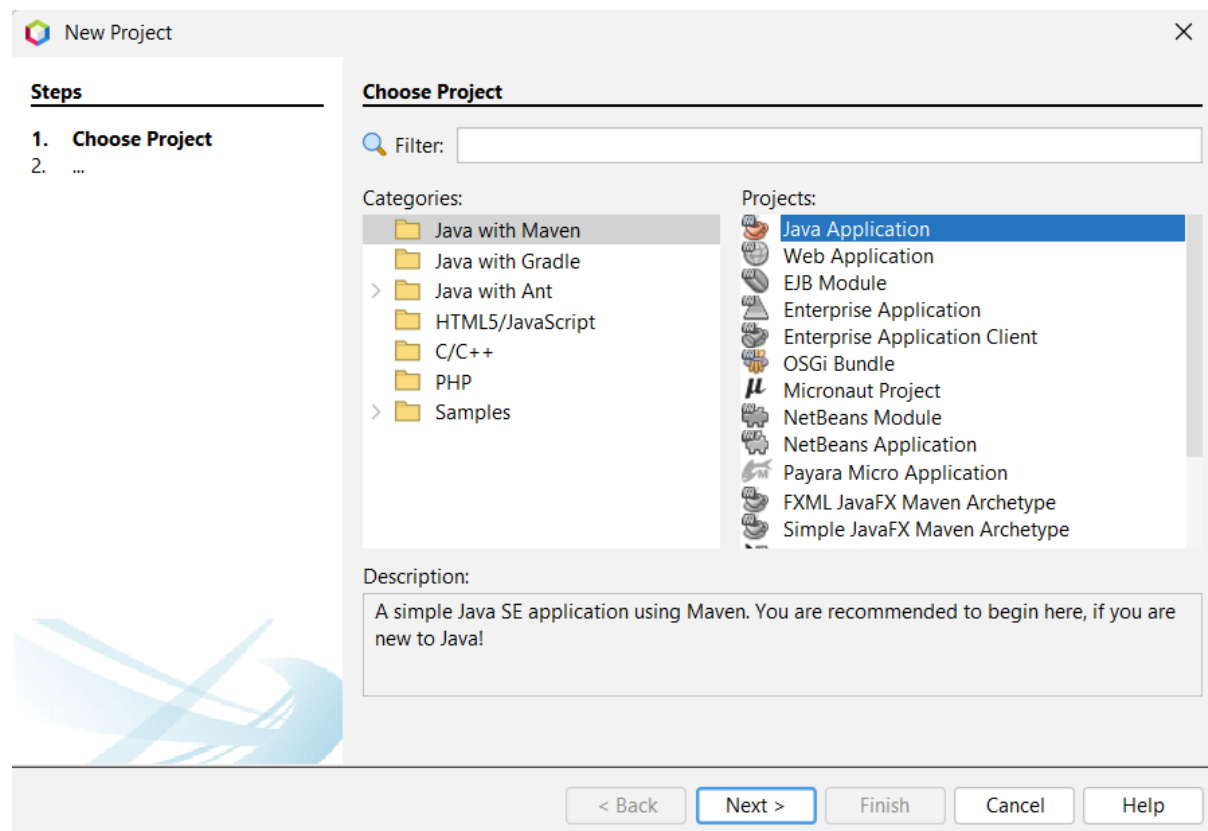 New Project
Steps
1. Choose Project
2. ...
Choose Project
Filter:
Categories:
Java with Maven
Java with Gradle
Java with Ant
HTML5/JavaScript
C/C++
PHP
Samples
Projects:
Java Application
Web Application
EJB Module
Enterprise Application
Enterprise Application Client
OSGi Bundle
Micronaut Project
NetBeans Module
NetBeans Application
Payara Micro Application
FXML JavaFX Maven Archetype
Simple JavaFX Maven Archetype
Description:
A simple Java SE application using Maven. You are recommended to begin here, if you are
new to Java!
< Back
Next >
Finish
Cancel
Help